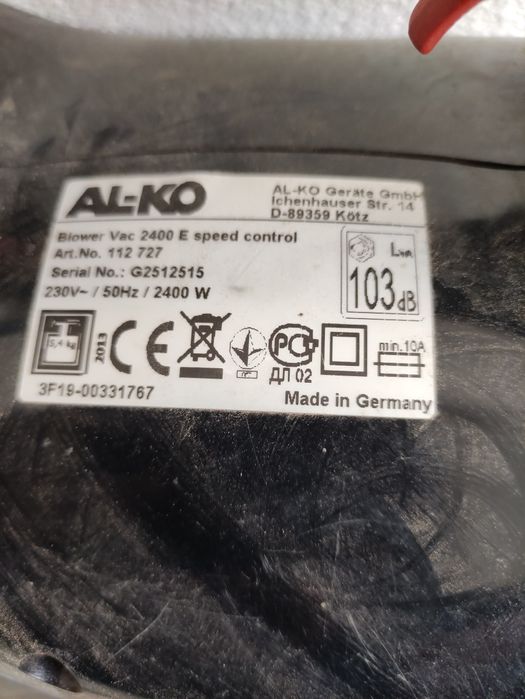 AL-KO
AL-KO Geräte GmbH
Ichenhauser Str. 14
D-89359 Kötz
Blower Vac 2400 E speed control
Art.No. 112 727
Serial No.: G2512515
230V~ / 50Hz / 2400 W
LWA
103 dB
5,4 kg
2013
CE
PC
ДЛ 02
min.10A
3F19-00331767
Made in Germany